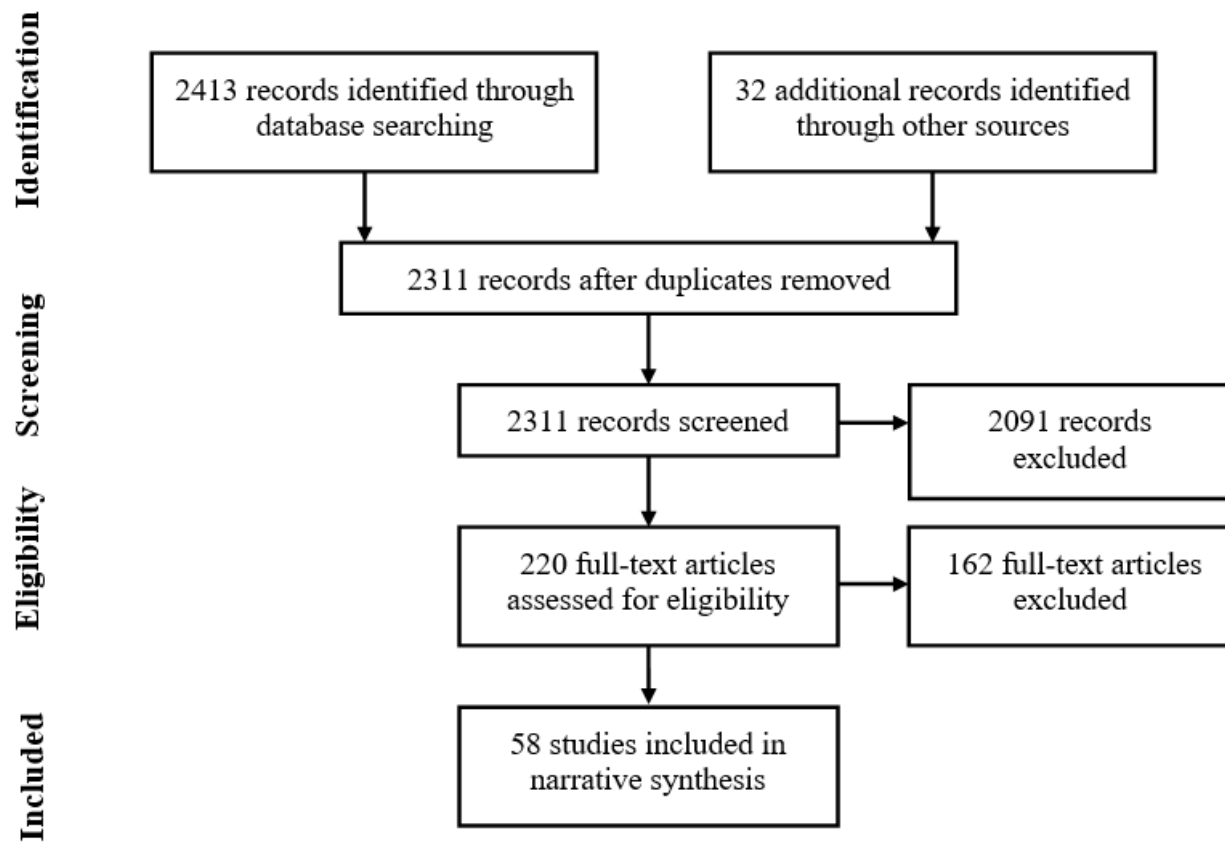 Identification
2413 records identified through
database searching
32 additional records identified
through other sources
2311 records after duplicates removed
Screening
2311 records screened
2091 records
excluded
Eligibility
220 full-text articles
assessed for eligibility
162 full-text articles
excluded
Included
58 studies included in
narrative synthesis